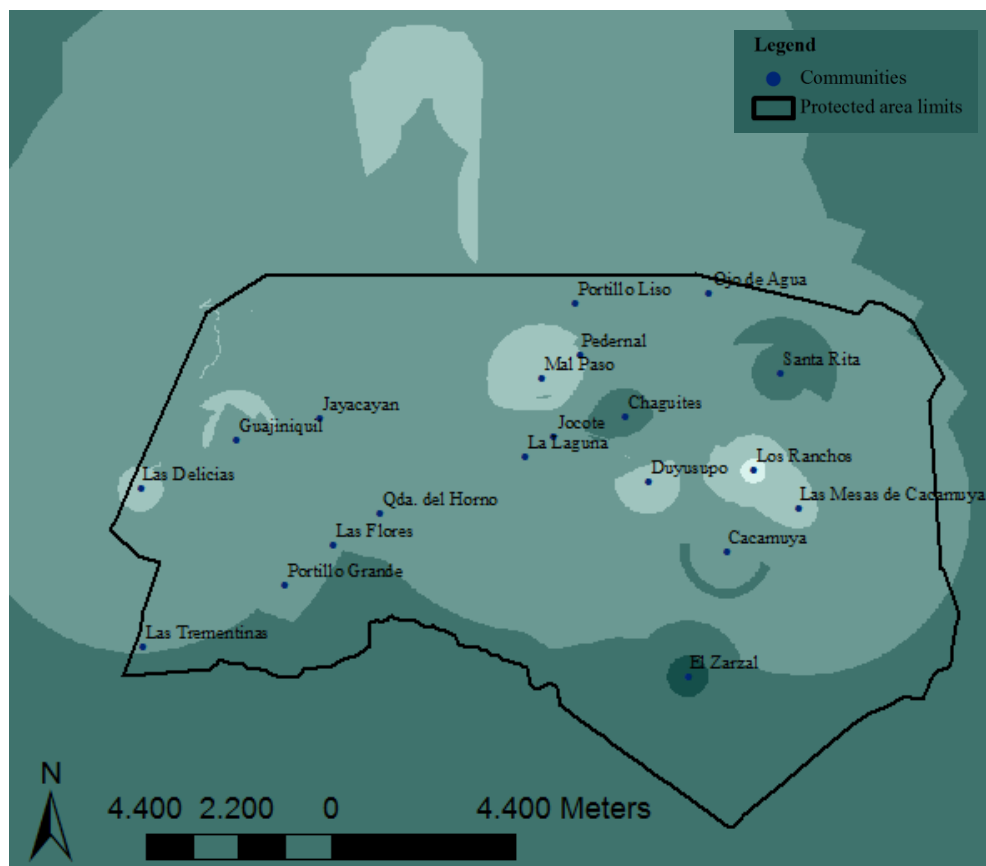 Legend
Communities
Protected area limits
Ojo de Agua
Portillo Liso
Pedernal
Mal Paso
Santa Rita
Jayacayan
Chaguites
Guajiniquil
Jocote
La Laguna
Los Ranchos
Las Delicias
Duyusupo
Las Mesas de Cacamuya
Qda. del Horno
Las Flores
Cacamuya
Portillo Grande
Las Trementinas
El Zarzal
N
4.400 2.200 0 4.400 Meters